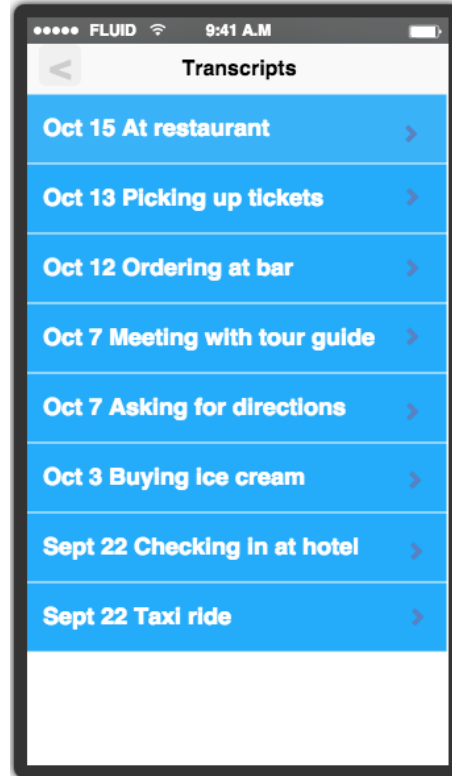 FLUID 9:41 A.M
< Transcripts
Oct 15 At restaurant
Oct 13 Picking up tickets
Oct 12 Ordering at bar
Oct 7 Meeting with tour guide
Oct 7 Asking for directions
Oct 3 Buying ice cream
Sept 22 Checking in at hotel
Sept 22 Taxi ride